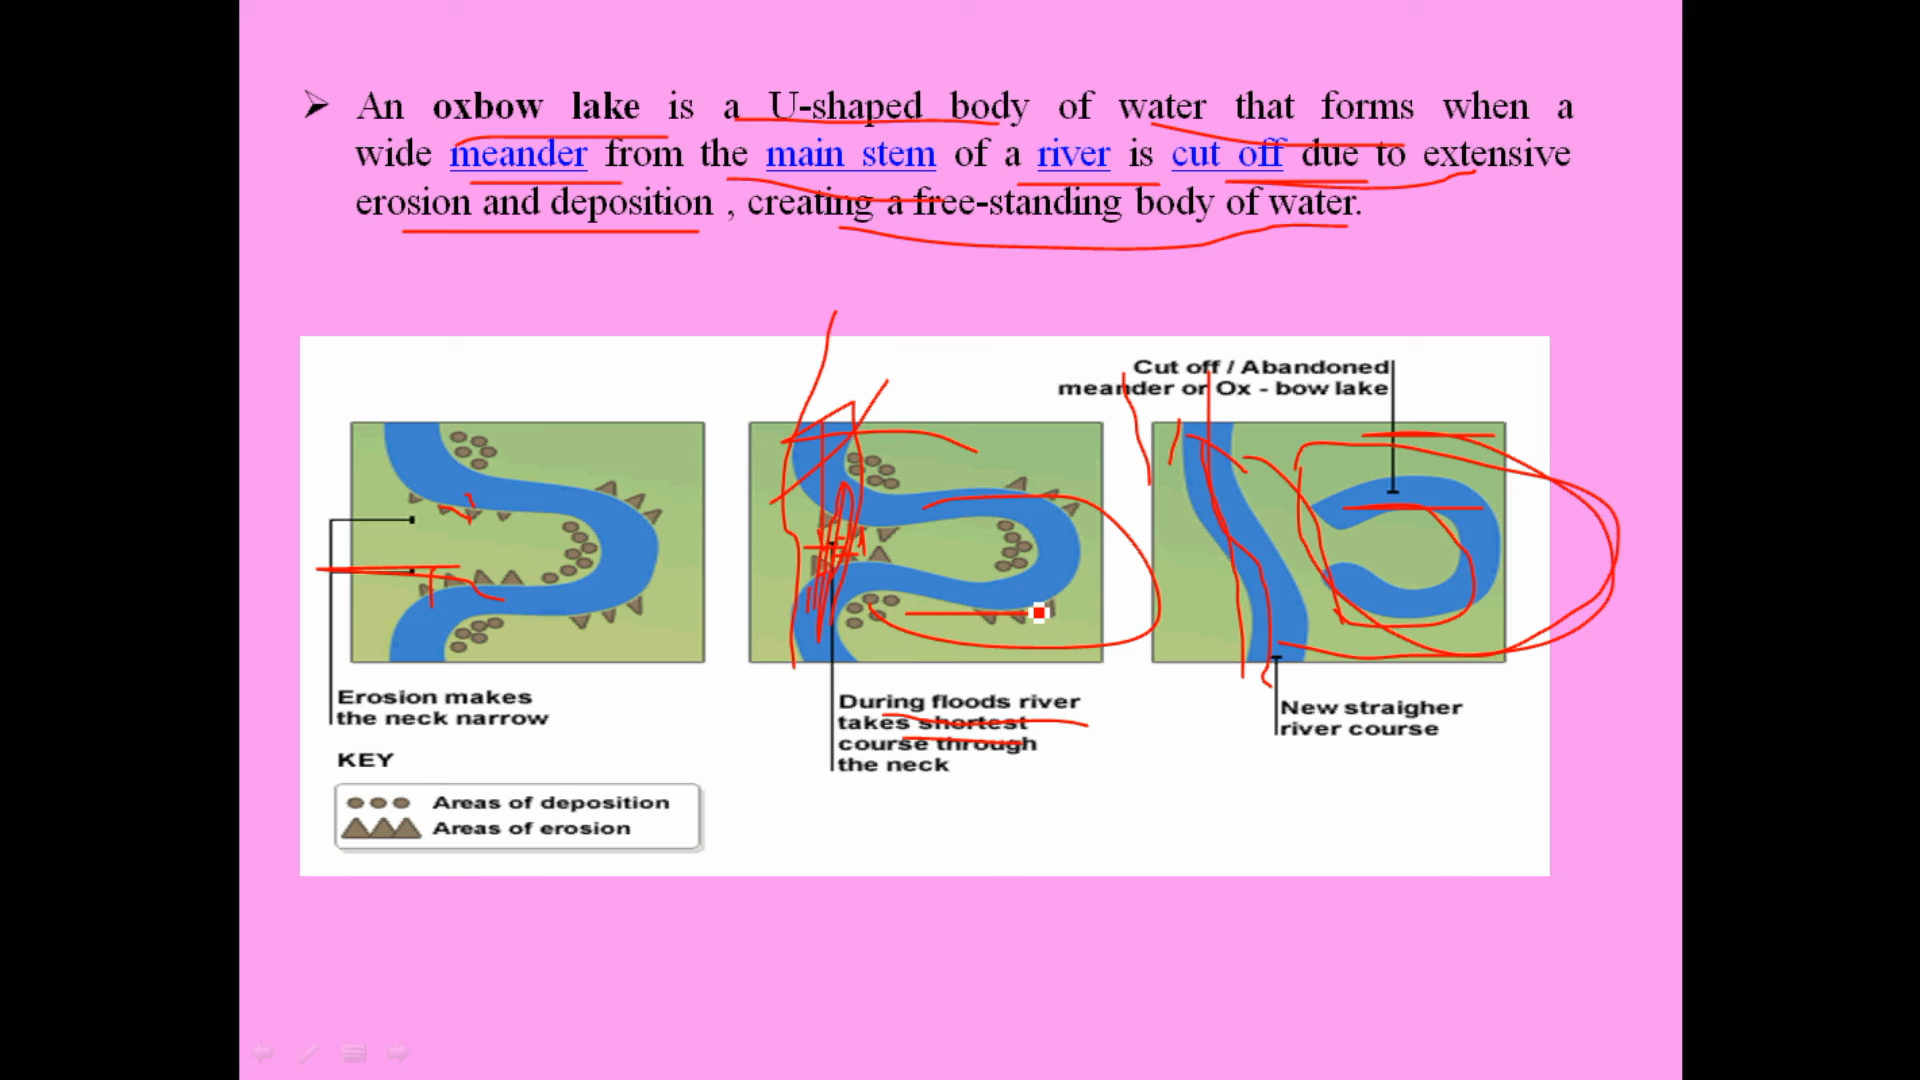 ➢ An oxbow lake is a U-shaped body of water that forms when a
wide meander from the main stem of a river is cut off due to extensive
erosion and deposition , creating a free-standing body of water.
Cut off / Abandoned
meander or Ox - bow lake
Erosion makes
the neck narrow
During floods river
takes shortest
course through
the neck
New straigher
river course
KEY
Areas of deposition
Areas of erosion